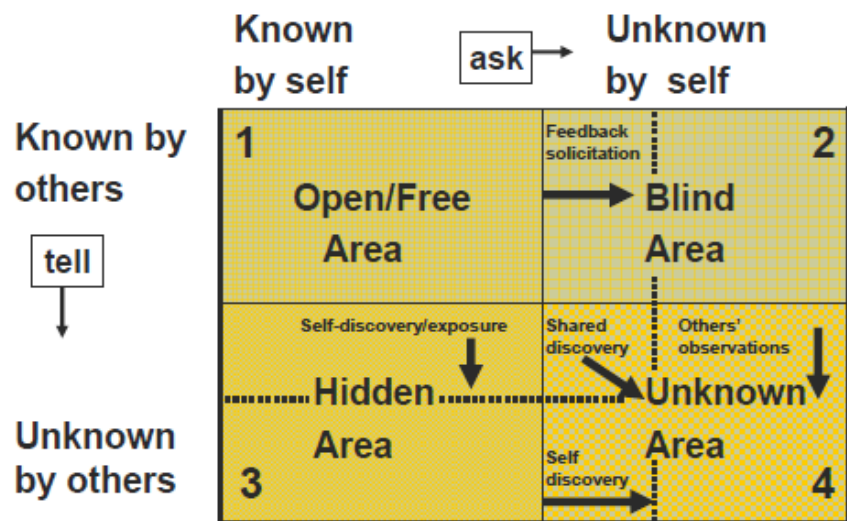 Known
by self
ask
Unknown
by self
Known by
others
tell
Unknown
by others
1
Open/Free
Area
Feedback
solicitation
2
Blind
Area
Self-discovery/exposure
Hidden
Area
3
Shared
discovery
Others'
observations
Unknown
Area
Self
discovery
4